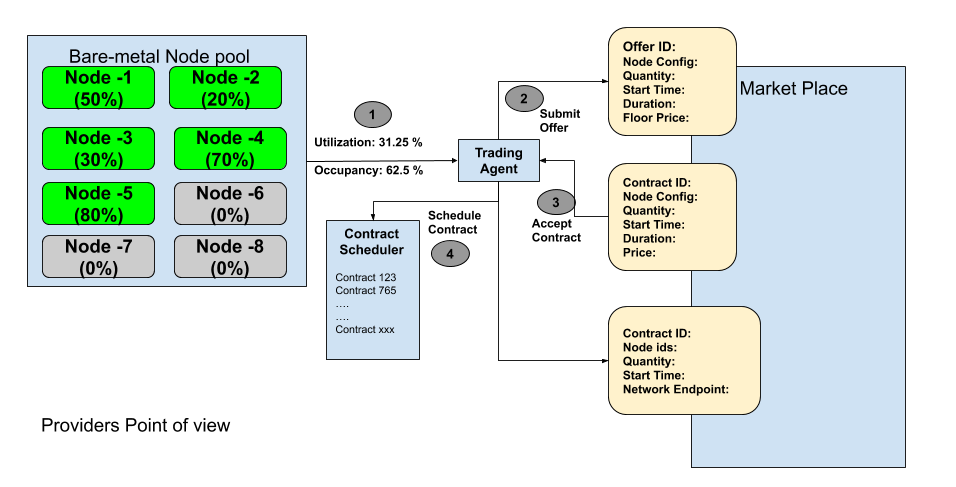 Bare-metal Node pool
Node -1
(50%)
Node -2
(20%)
Node -3
(30%)
Node -4
(70%)
Node -5
(80%)
Node -6
(0%)
Node -7
(0%)
Node -8
(0%)
1
Utilization: 31.25 %
Occupancy: 62.5 %
Trading
Agent
2
Submit
Offer
3
Accept
Contract
Schedule
Contract
4
Contract
Scheduler
Contract 123
Contract 765
....
....
Contract xxx
Market Place
Offer ID:
Node Config:
Quantity:
Start Time:
Duration:
Floor Price:
Contract ID:
Node Config:
Quantity:
Start Time:
Duration:
Price:
Contract ID:
Node ids:
Quantity:
Start Time:
Network Endpoint:
Providers Point of view